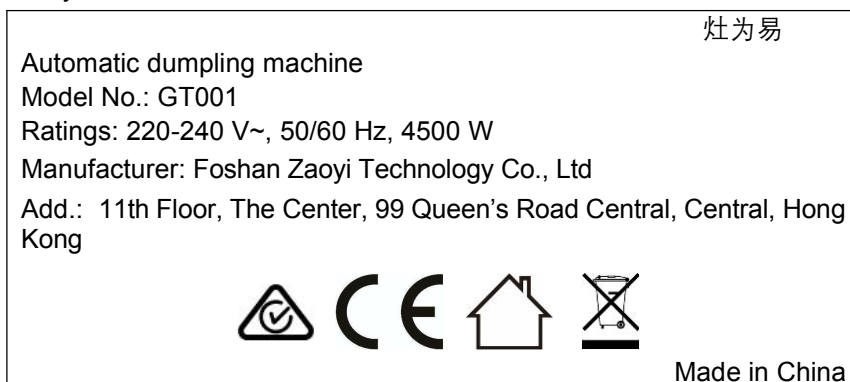 灶为易
Automatic dumpling machine
Model No.: GT001
Ratings: 220-240 V~, 50/60 Hz, 4500 W
Manufacturer: Foshan Zaoyi Technology Co., Ltd
Add.: 11th Floor, The Center, 99 Queen's Road Central, Central, Hong
Kong
CE
Made in China